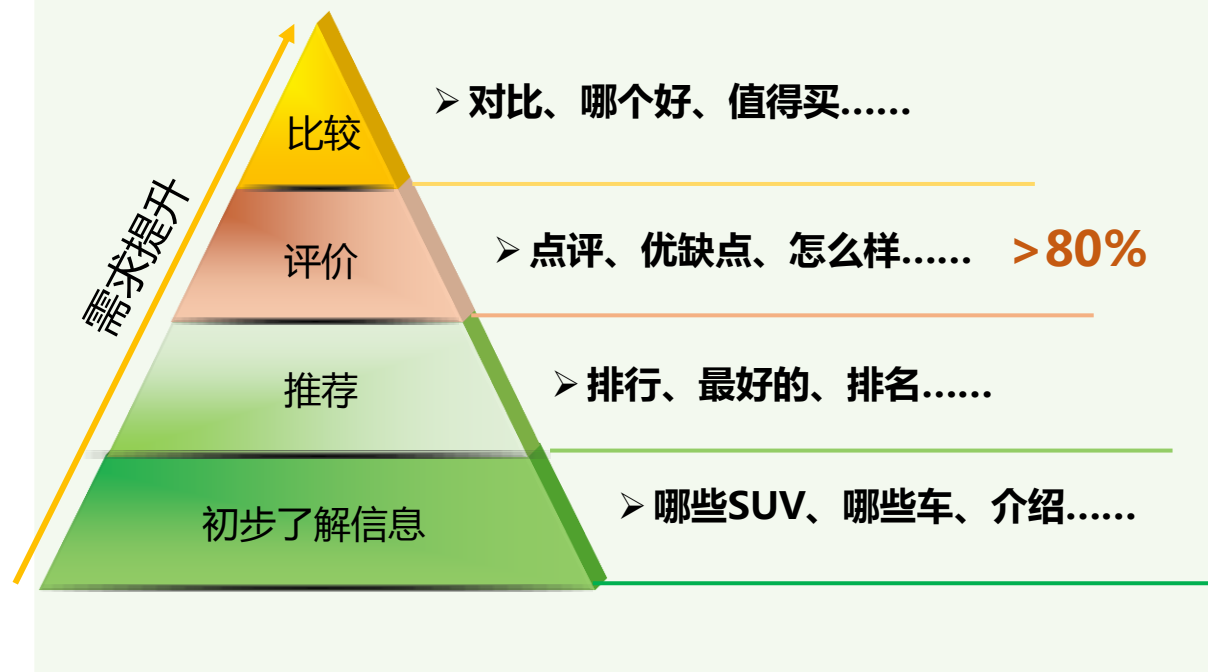 比较
➢ 对比、哪个好、值得买……
需求提升
评价
➢ 点评、优缺点、怎么样…… >80%
推荐
➢ 排行、最好的、排名……
初步了解信息
➢ 哪些SUV、哪些车、介绍……